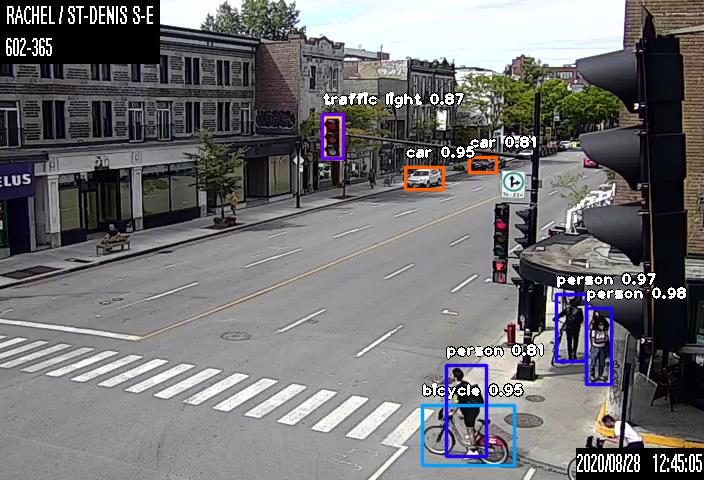 RACHEL / ST-DENIS S-E
602-365
traffic light 0.87
car 0.95
car 0.81
ELUS
person 0.97
person 0.98
person 0.81
bicycle 0.95
2020/08/28 12:45:05